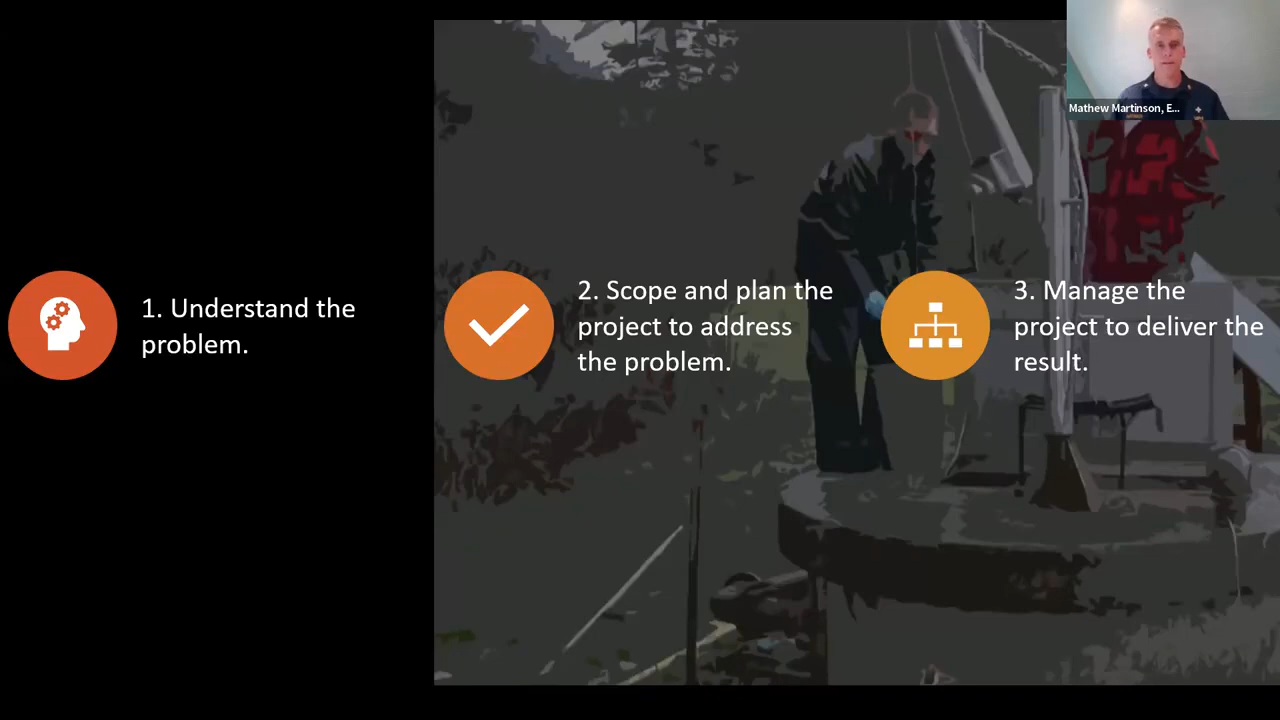 Mathew Martinson, E...
1. Understand the
problem.
2. Scope and plan the
project to address
the problem.
3. Manage the
project to deliver the
result.